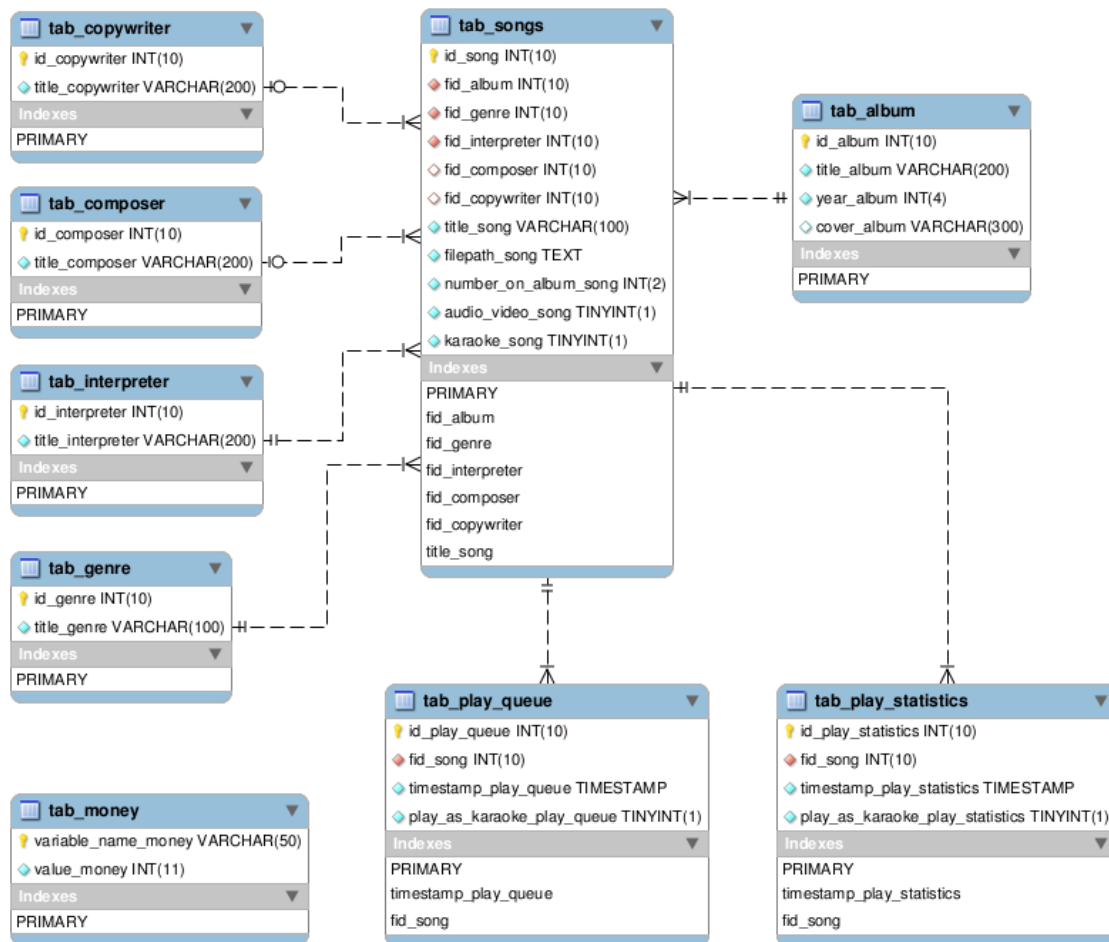 tab_copywriter
id_copywriter INT(10)
title_copywriter VARCHAR(200)
Indexes
PRIMARY
tab_composer
id_composer INT(10)
title_composer VARCHAR(200)
Indexes
PRIMARY
tab_interpreter
id_interpreter INT(10)
title_interpreter VARCHAR(200)
Indexes
PRIMARY
tab_genre
id_genre INT(10)
title_genre VARCHAR(100)
Indexes
PRIMARY
tab_money
variable_name_money VARCHAR(50)
value_money INT(11)
Indexes
PRIMARY
tab_songs
id_song INT(10)
fid_album INT(10)
fid_genre INT(10)
fid_interpreter INT(10)
fid_composer INT(10)
fid_copywriter INT(10)
title_song VARCHAR(100)
filepath_song TEXT
number_on_album_song INT(2)
audio_video_song TINYINT(1)
karaoke_song TINYINT(1)
Indexes
PRIMARY
fid_album
fid_genre
fid_interpreter
fid_composer
fid_copywriter
title_song
tab_play_queue
id_play_queue INT(10)
fid_song INT(10)
timestamp_play_queue TIMESTAMP
play_as_karaoke_play_queue TINYINT(1)
Indexes
PRIMARY
timestamp_play_queue
fid_song
tab_album
id_album INT(10)
title_album VARCHAR(200)
year_album INT(4)
cover_album VARCHAR(300)
Indexes
PRIMARY
tab_play_statistics
id_play_statistics INT(10)
fid_song INT(10)
timestamp_play_statistics TIMESTAMP
play_as_karaoke_play_statistics TINYINT(1)
Indexes
PRIMARY
timestamp_play_statistics
fid_song